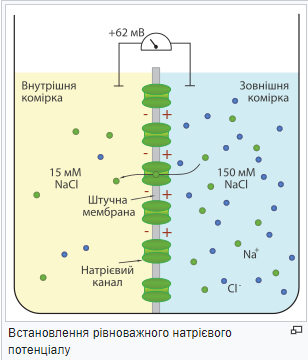 +62 мВ
Внутрішня
комірка
Зовнішня
комірка
- +
- +
15 мМ
NaCl
150 мМ
NaCl
- +
Штучна
мембрана
- +
- +
Натрієвий
канал
Na+
Cl-
Встановлення рівноважного натрієвого
потенціалу